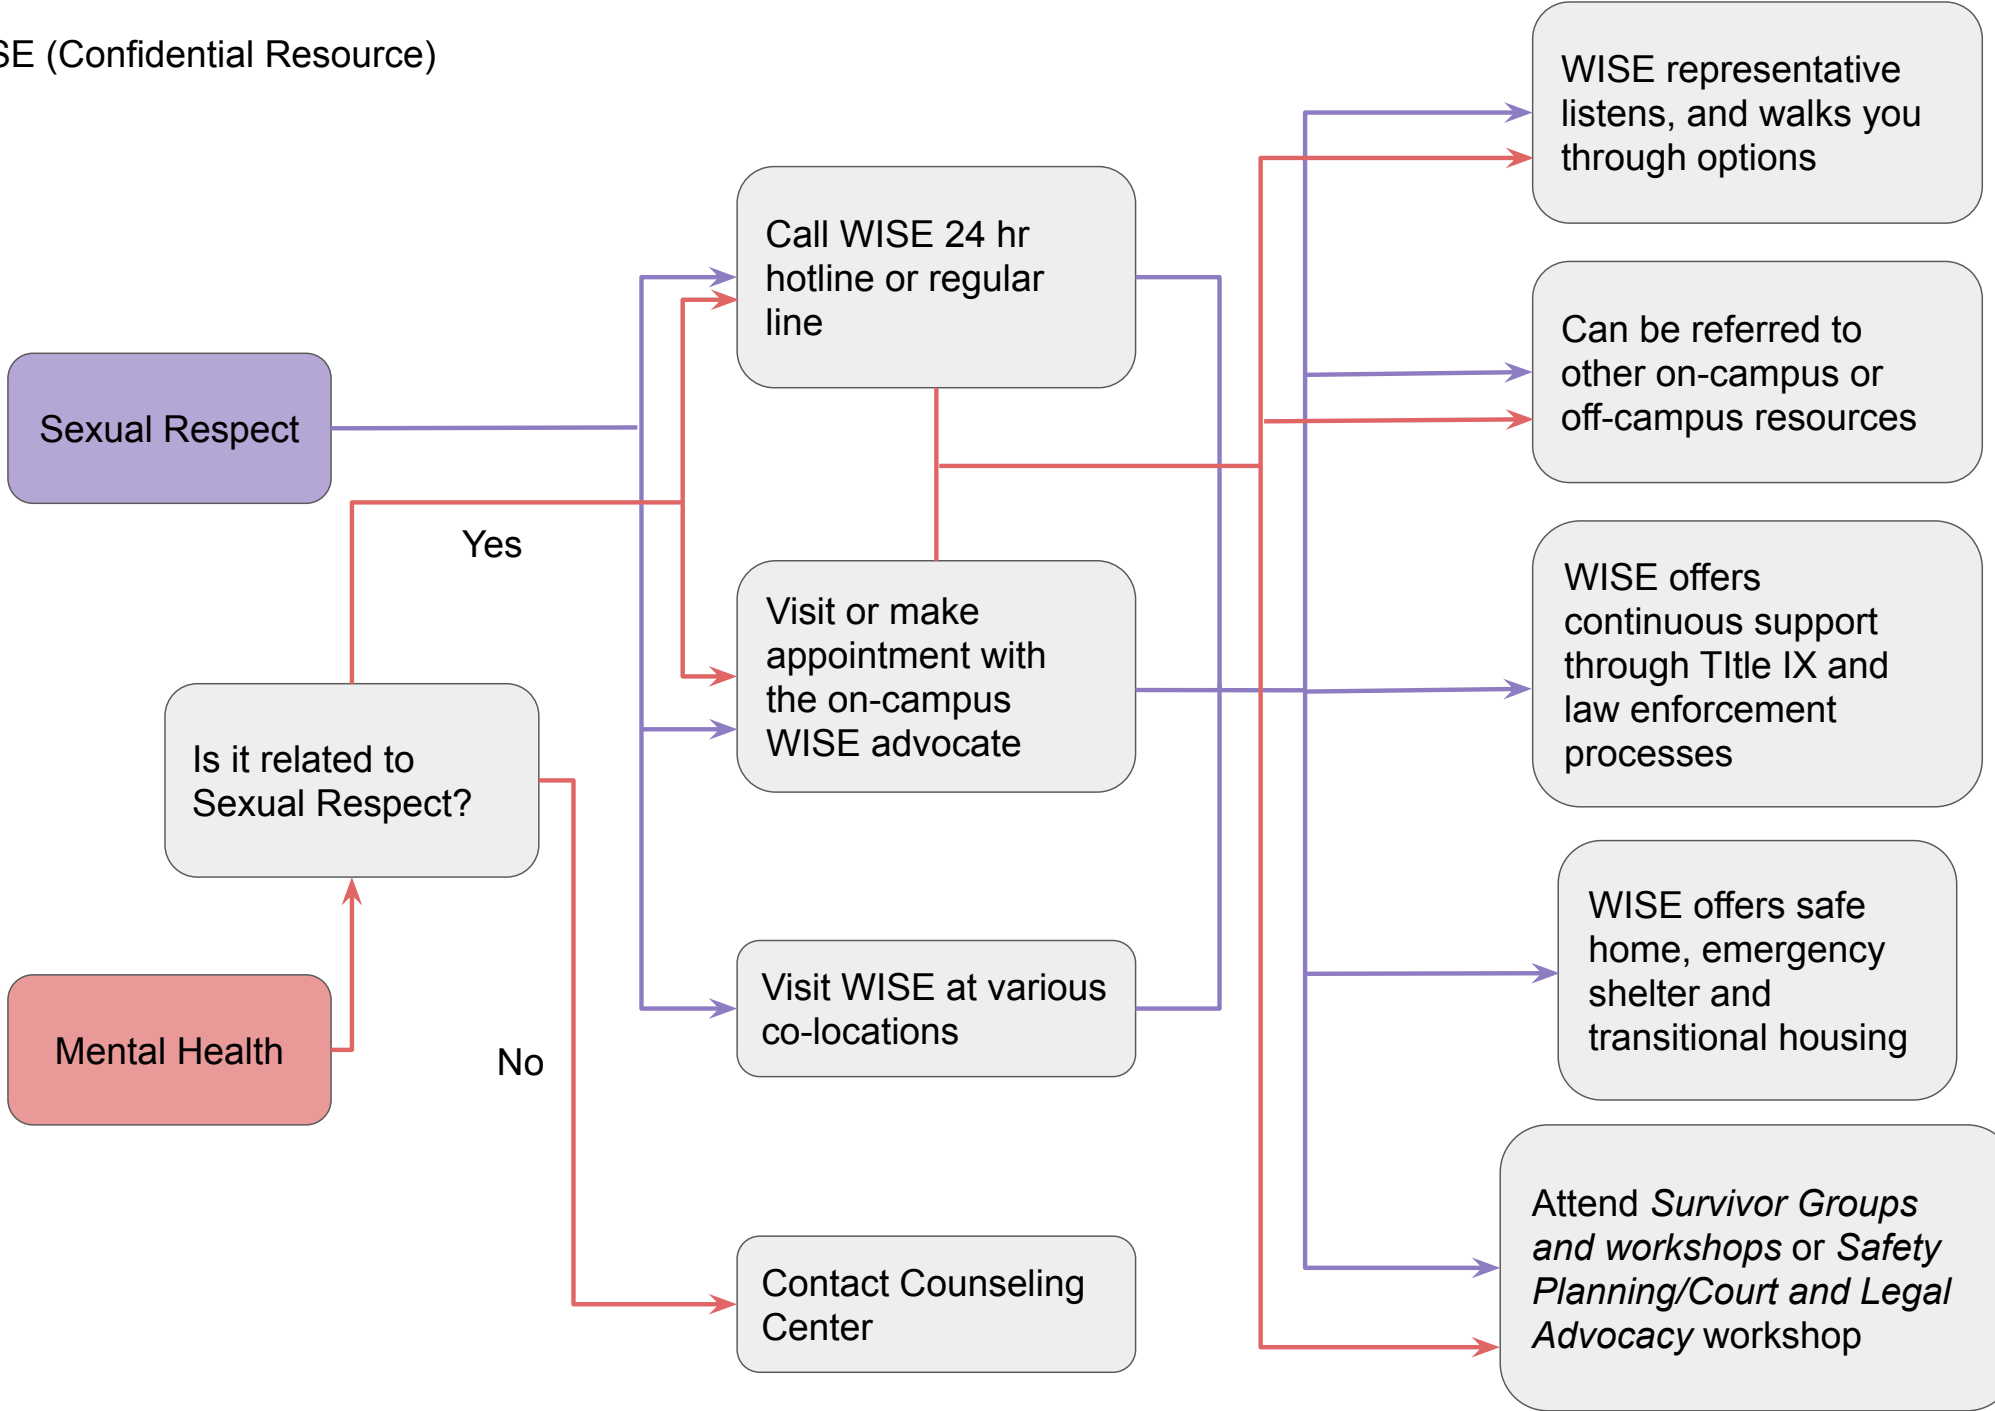 SE (Confidential Resource)
WISE representative
listens, and walks you
through options
Call WISE 24 hr
hotline or regular
line
Can be referred to
other on-campus or
off-campus resources
Sexual Respect
Yes
Visit or make
appointment with
the on-campus
WISE advocate
WISE offers
continuous support
through TItle IX and
law enforcement
processes
Is it related to
Sexual Respect?
WISE offers safe
home, emergency
shelter and
transitional housing
Visit WISE at various
co-locations
Mental Health
No
Attend Survivor Groups
and workshops or Safety
Planning/Court and Legal
Advocacy workshop
Contact Counseling
Center